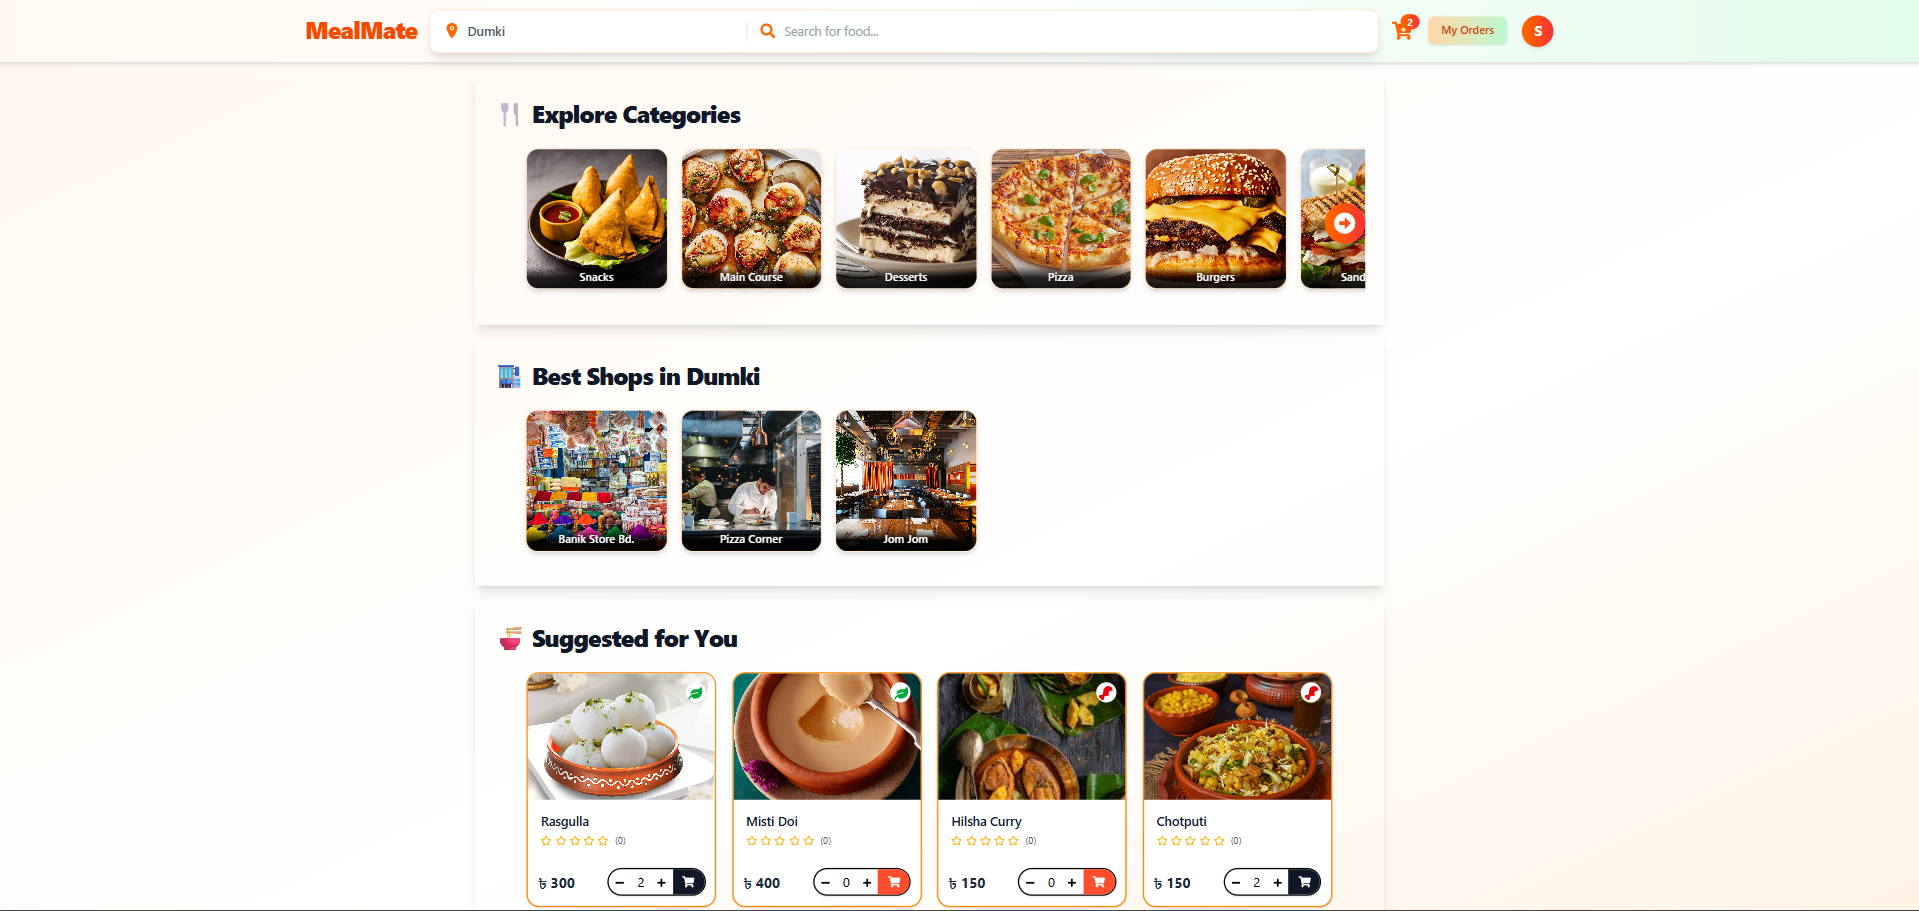 MealMate
Dumki
Search for food...
2
My Orders
S
Explore Categories
Snacks
Main Course
Desserts
Pizza
Burgers
Sand
Best Shops in Dumki
Banik Store Bd.
Pizza Corner
Jom Jom
Suggested for You
Rasgulla
(0)
৳ 300
− 2 +
Misti Doi
(0)
৳ 400
− 0 +
Hilsha Curry
(0)
৳ 150
− 0 +
Chotputi
(0)
৳ 150
− 2 +